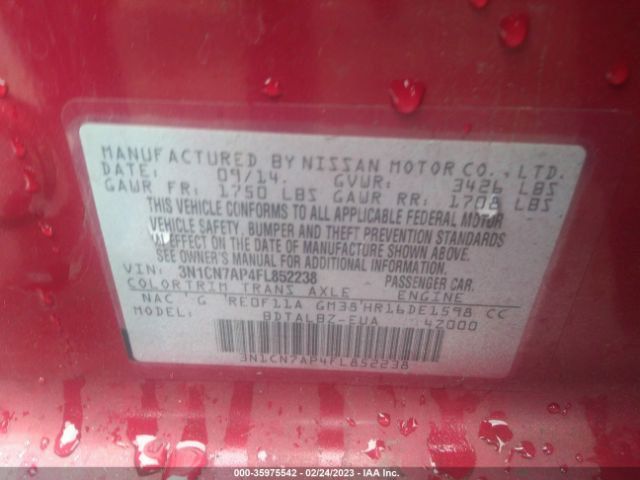 MANUFACTURED BY NISSAN MOTOR CO., LTD.
DATE: 09/14. GVWR: 3426 LBS
GAWR FR: 1750 LBS GAWR RR: 1708 LBS
THIS VEHICLE CONFORMS TO ALL APPLICABLE FEDERAL MOTOR
VEHICLE SAFETY, BUMPER AND THEFT PREVENTION STANDARDS
IN EFFECT ON THE DATE OF MANUFACTURE SHOWN ABOVE.
SEE OWNER'S MANUAL FOR ADDITIONAL INFORMATION.
VIN: 3N1CN7AP4FL852238 PASSENGER CAR.
COLOR TRIM TRANS AXLE ENGINE
NAC G RE0F11A GM38 HR16DE1598 CC
MODEL: BDTALBZ-EUA 4Z000
3N1CN7AP4FL852238
000-35975542 - 02/24/2023 - IAA Inc.